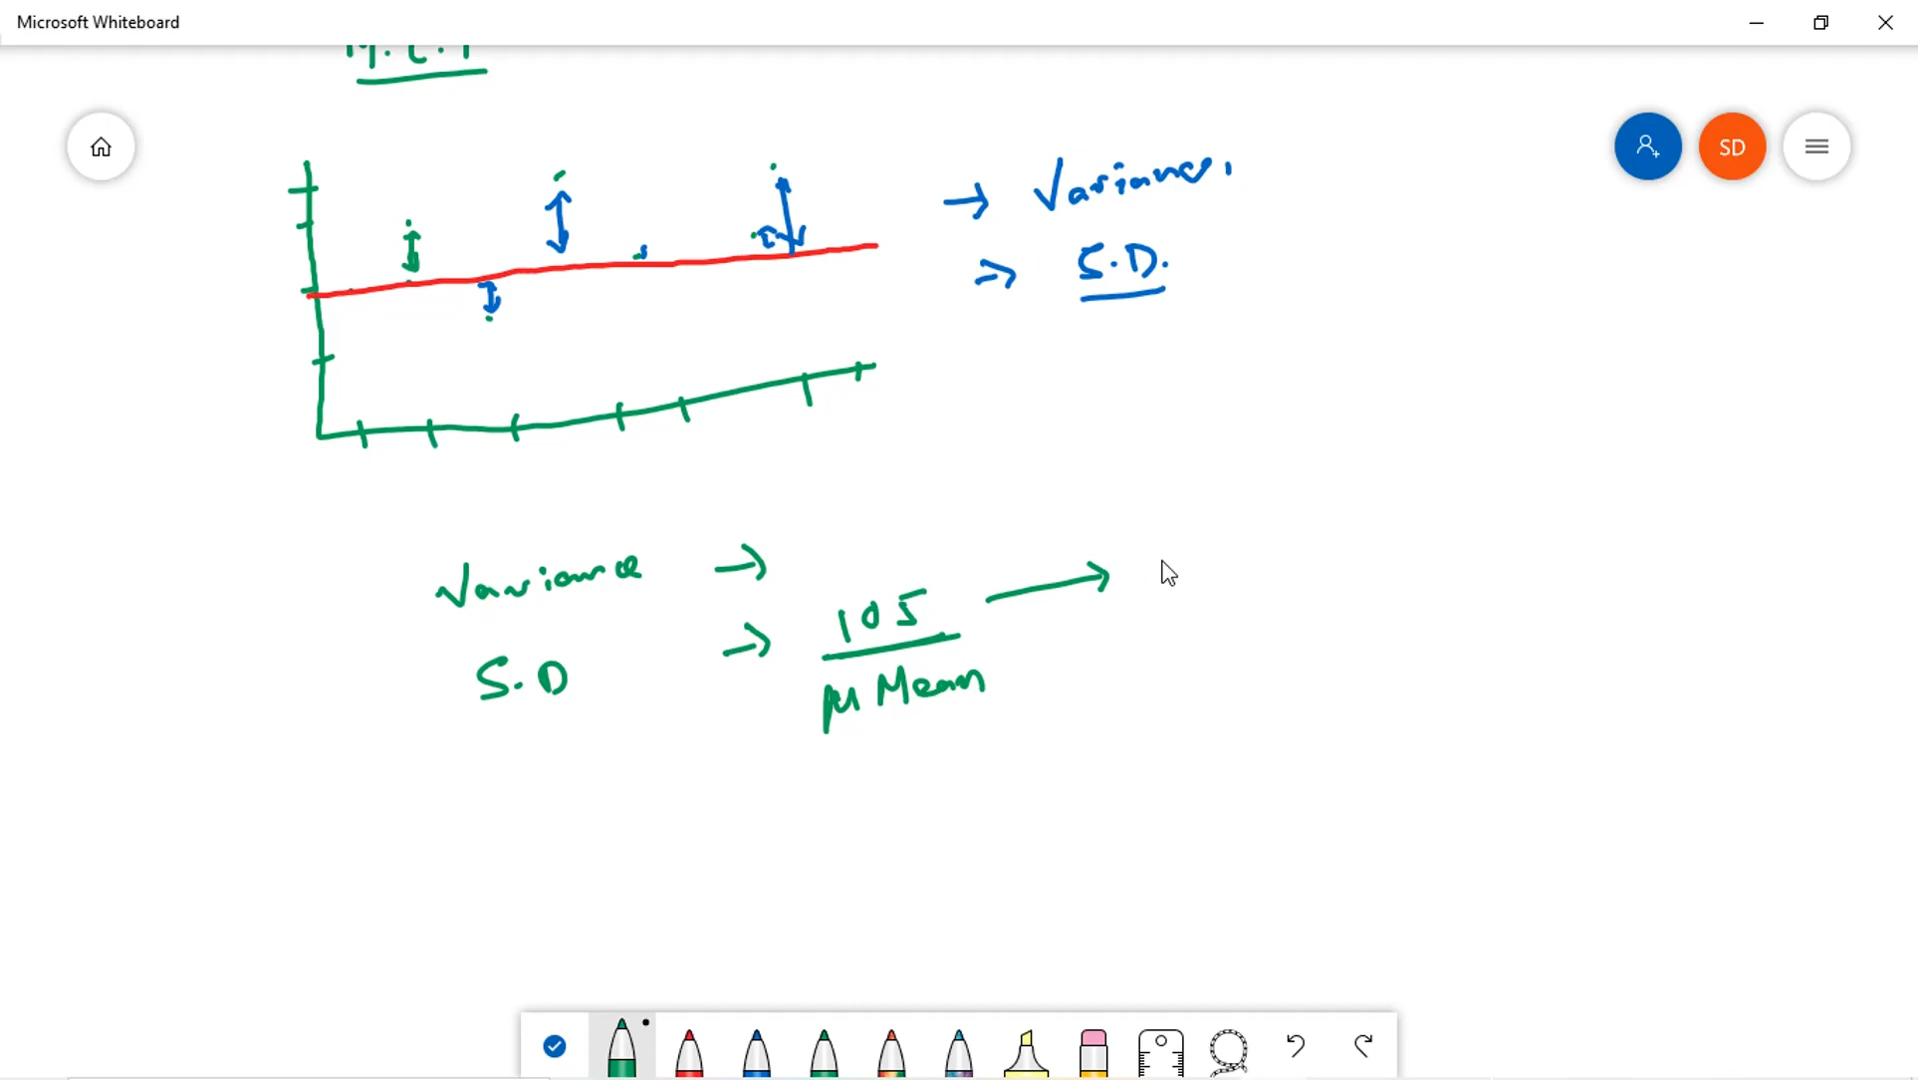 Microsoft Whiteboard
SD
→ Variance.
⇒ S.D.
Variance →
S.D → 105 →
μ Mean